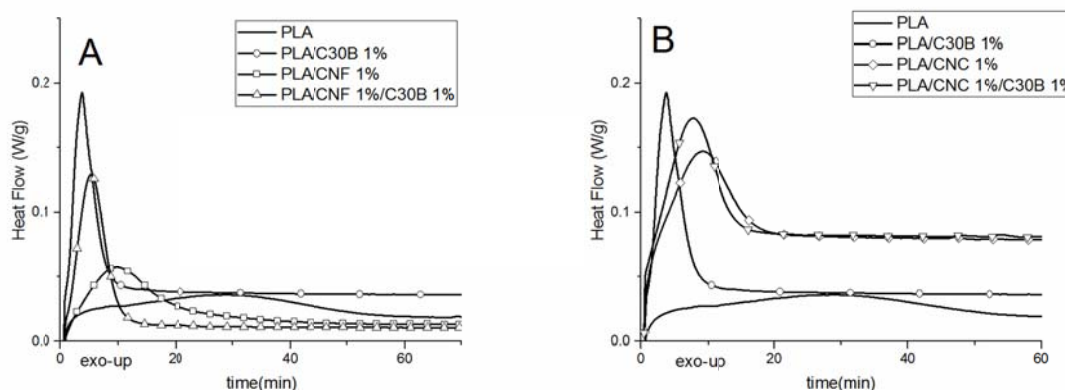 A
PLA
PLA/C30B 1%
PLA/CNF 1%
PLA/CNF 1%/C30B 1%
0.2
0.1
0.0
Heat Flow (W/g)
0
20
40
60
exo-up
time(min)
B
PLA
PLA/C30B 1%
PLA/CNC 1%
PLA/CNC 1%/C30B 1%
0.2
0.1
0.0
Heat Flow (W/g)
0
20
40
60
exo-up
time(min)